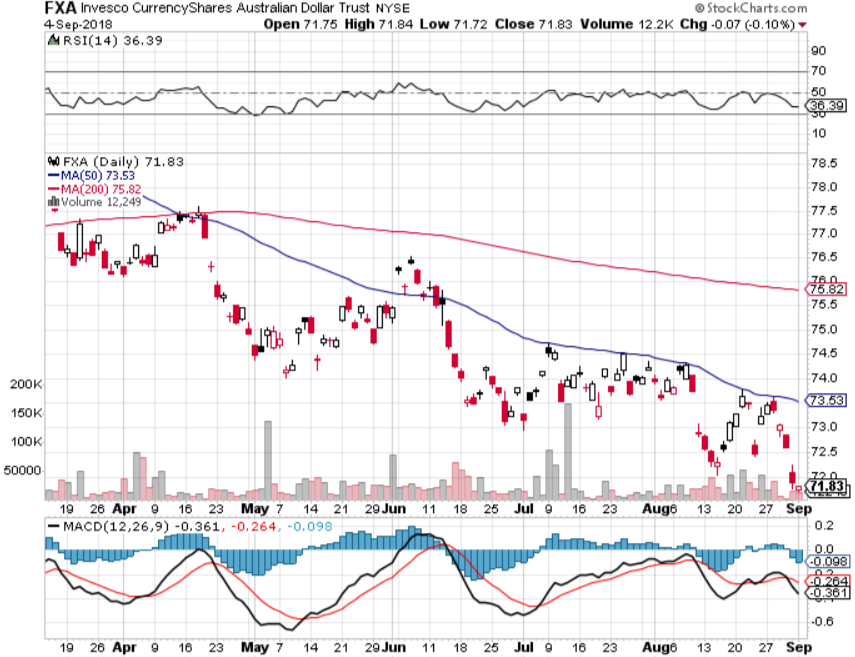 FXA Invesco CurrencyShares Australian Dollar Trust NYSE © StockCharts.com
4-Sep-2018 Open 71.75 High 71.84 Low 71.72 Close 71.83 Volume 12.2K Chg -0.07 (-0.10%)
RSI(14) 36.39
90
70
50
36.39
30
10
FXA (Daily) 71.83
MA(50) 73.53
MA(200) 75.82
Volume 12,249
78.5
78.0
77.5
77.0
76.5
76.0
75.82
75.5
75.0
74.5
74.0
73.53
73.0
72.5
72.0
71.83
200K
150K
100K
50000
19 26 Apr 9 16 23 May 7 14 21 29 Jun 11 18 25 Jul 9 16 23 Aug 6 13 20 27 Sep
MACD(12,26,9) -0.361, -0.264, -0.098
0.2
0.0
-0.098
-0.264
-0.361
-0.6
19 26 Apr 9 16 23 May 7 14 21 29 Jun 11 18 25 Jul 9 16 23 Aug 6 13 20 27 Sep